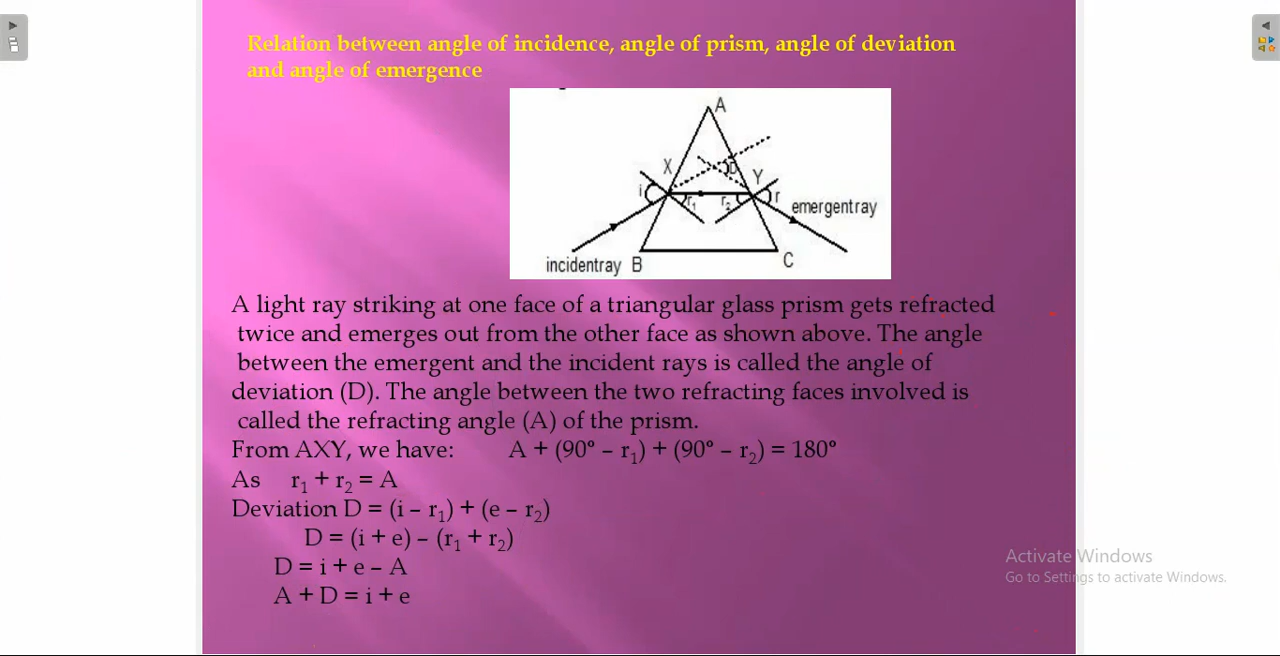 Relation between angle of incidence, angle of prism, angle of deviation
and angle of emergence
A
X
D
Y
i
r₁
r₂
r
emergentray
incidentray
B
C
A light ray striking at one face of a triangular glass prism gets refracted
twice and emerges out from the other face as shown above. The angle
between the emergent and the incident rays is called the angle of
deviation (D). The angle between the two refracting faces involved is
called the refracting angle (A) of the prism.
From AXY, we have: A + (90° – r₁) + (90° – r₂) = 180°
As r₁ + r₂ = A
Deviation D = (i – r₁) + (e – r₂)
D = (i + e) – (r₁ + r₂)
D = i + e – A
A + D = i + e
Activate Windows
Go to Settings to activate Windows.